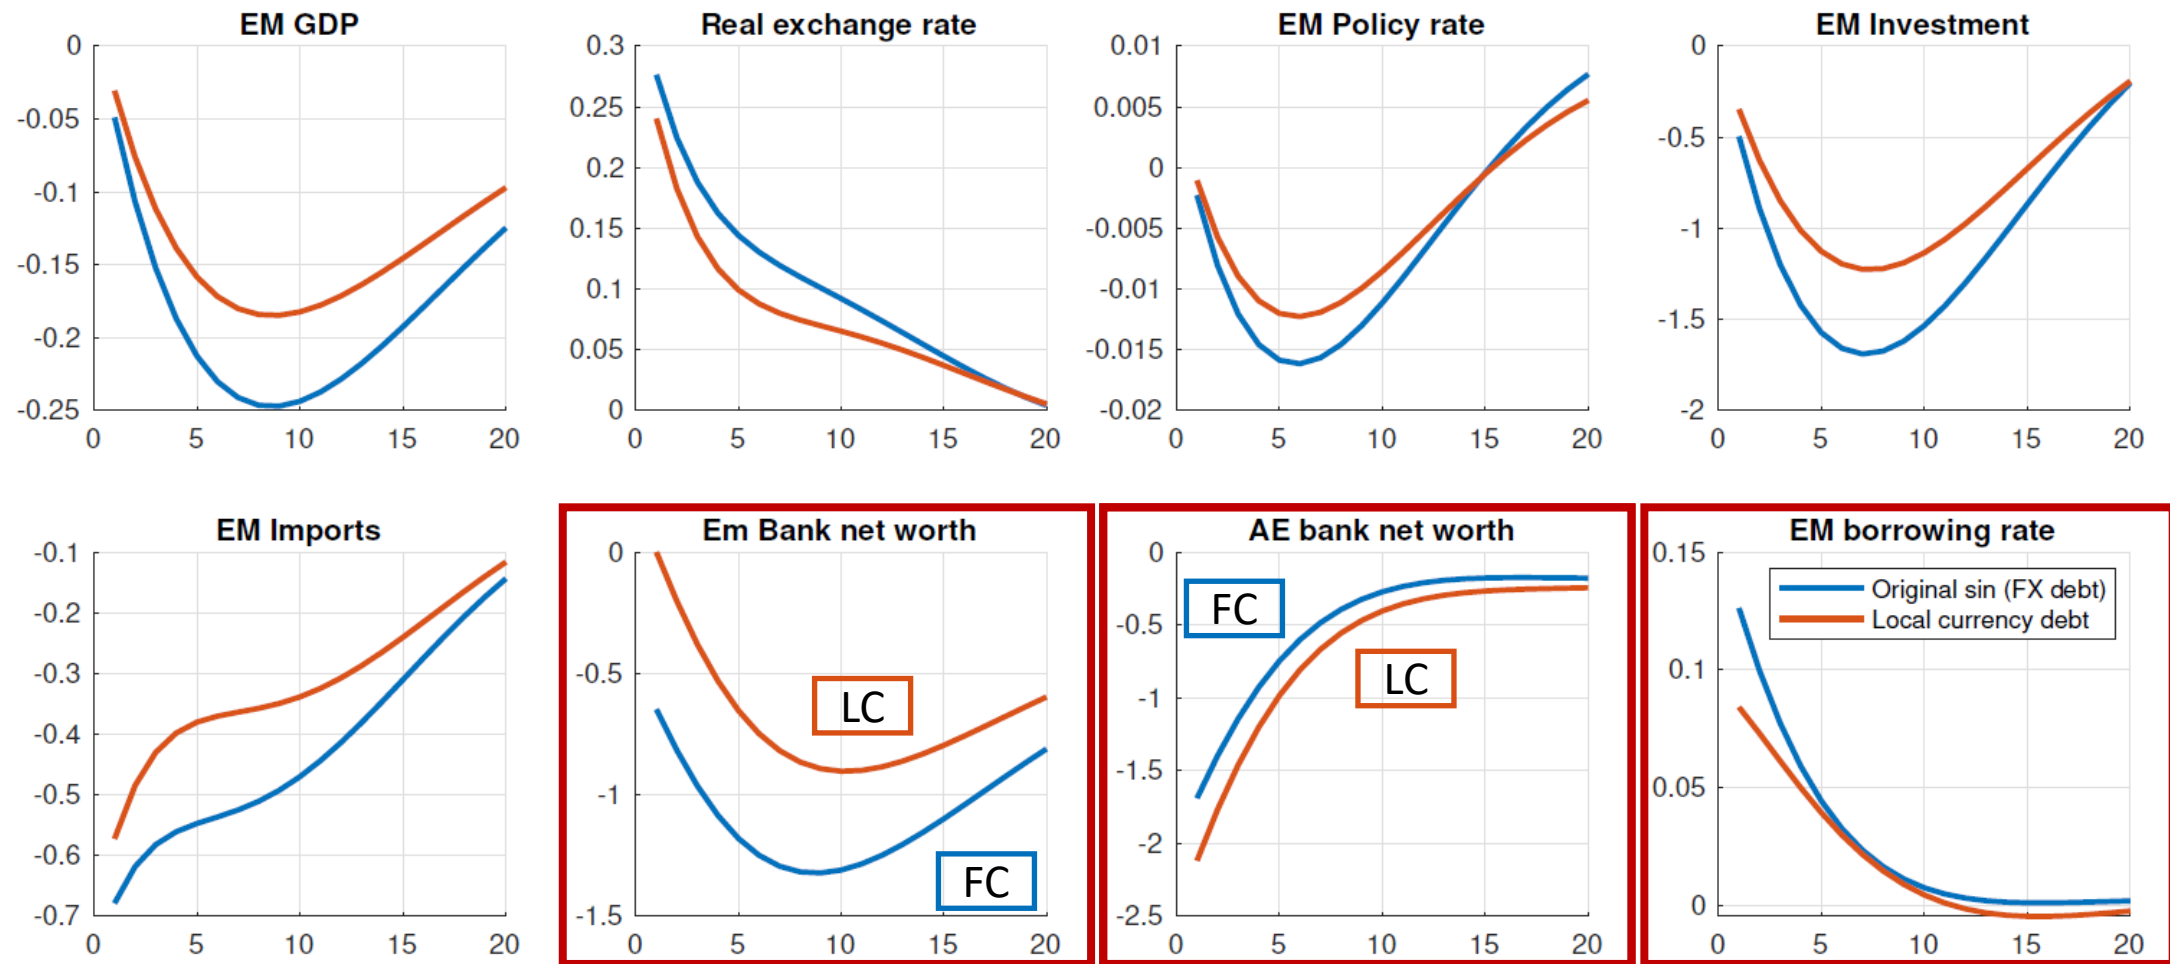 EM GDP
0
-0.05
-0.1
-0.15
-0.2
-0.25
0 5 10 15 20
Real exchange rate
0.3
0.25
0.2
0.15
0.1
0.05
0
0 5 10 15 20
EM Policy rate
0.01
0.005
0
-0.005
-0.01
-0.015
-0.02
0 5 10 15 20
EM Investment
0
-0.5
-1
-1.5
-2
0 5 10 15 20
EM Imports
-0.1
-0.2
-0.3
-0.4
-0.5
-0.6
-0.7
0 5 10 15 20
Em Bank net worth
0
-0.5
-1
-1.5
LC
FC
0 5 10 15 20
AE bank net worth
0
-0.5
-1
-1.5
-2
-2.5
FC
LC
0 5 10 15 20
EM borrowing rate
0.15
0.1
0.05
0
Original sin (FX debt)
Local currency debt
0 5 10 15 20